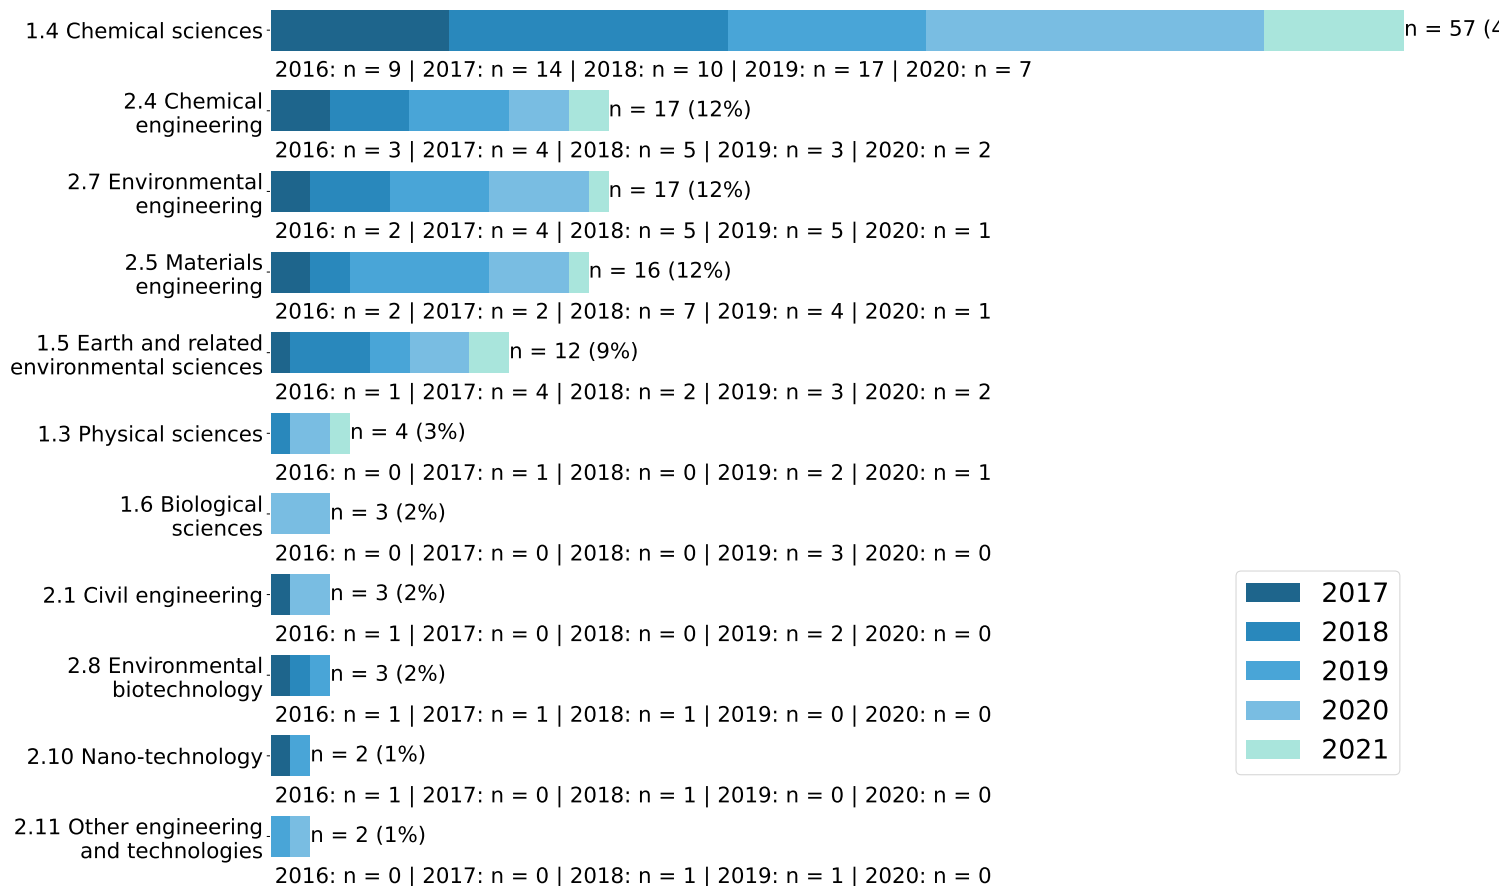 1.4 Chemical sciences
n = 57 (4
2016: n = 9 | 2017: n = 14 | 2018: n = 10 | 2019: n = 17 | 2020: n = 7
2.4 Chemical
engineering
n = 17 (12%)
2016: n = 3 | 2017: n = 4 | 2018: n = 5 | 2019: n = 3 | 2020: n = 2
2.7 Environmental
engineering
n = 17 (12%)
2016: n = 2 | 2017: n = 4 | 2018: n = 5 | 2019: n = 5 | 2020: n = 1
2.5 Materials
engineering
n = 16 (12%)
2016: n = 2 | 2017: n = 2 | 2018: n = 7 | 2019: n = 4 | 2020: n = 1
1.5 Earth and related
environmental sciences
n = 12 (9%)
2016: n = 1 | 2017: n = 4 | 2018: n = 2 | 2019: n = 3 | 2020: n = 2
1.3 Physical sciences
n = 4 (3%)
2016: n = 0 | 2017: n = 1 | 2018: n = 0 | 2019: n = 2 | 2020: n = 1
1.6 Biological
sciences
n = 3 (2%)
2016: n = 0 | 2017: n = 0 | 2018: n = 0 | 2019: n = 3 | 2020: n = 0
2.1 Civil engineering
n = 3 (2%)
2016: n = 1 | 2017: n = 0 | 2018: n = 0 | 2019: n = 2 | 2020: n = 0
2.8 Environmental
biotechnology
n = 3 (2%)
2016: n = 1 | 2017: n = 1 | 2018: n = 1 | 2019: n = 0 | 2020: n = 0
2.10 Nano-technology
n = 2 (1%)
2016: n = 1 | 2017: n = 0 | 2018: n = 1 | 2019: n = 0 | 2020: n = 0
2.11 Other engineering
and technologies
n = 2 (1%)
2016: n = 0 | 2017: n = 0 | 2018: n = 1 | 2019: n = 1 | 2020: n = 0
2017
2018
2019
2020
2021